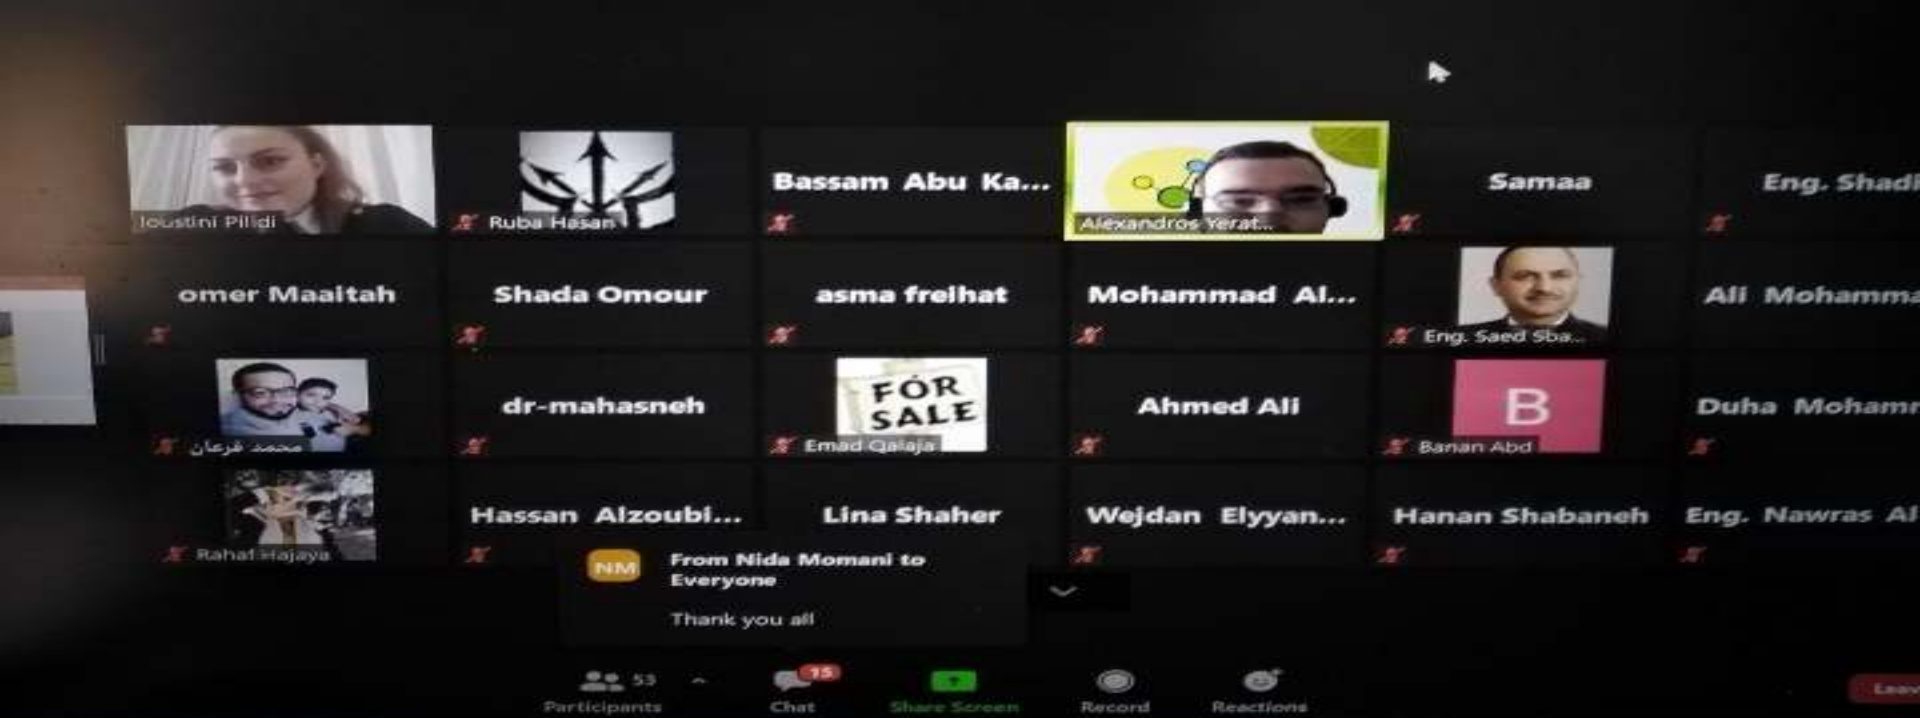 Ioustini Pilidi
Ruba Hasan
Bassam Abu Ka...
Alexandros Yerat...
Samaa
Eng. Shadi
omer Maaitah
Shada Omour
asma freihat
Mohammad Al...
Eng. Saed Sba...
Ali Mohamma
محمد قرعان
dr-mahasneh
FOR
SALE
Emad Qalaja
Ahmed Ali
B
Banan Abd
Duha Mohamm
Rahaf Hajaya
Hassan Alzoubi...
Lina Shaher
Wejdan Elyyan...
Hanan Shabaneh
Eng. Nawras Al
NM
From Nida Momani to
Everyone
Thank you all
53
15
Participants
Chat
Share Screen
Record
Reactions
Leav